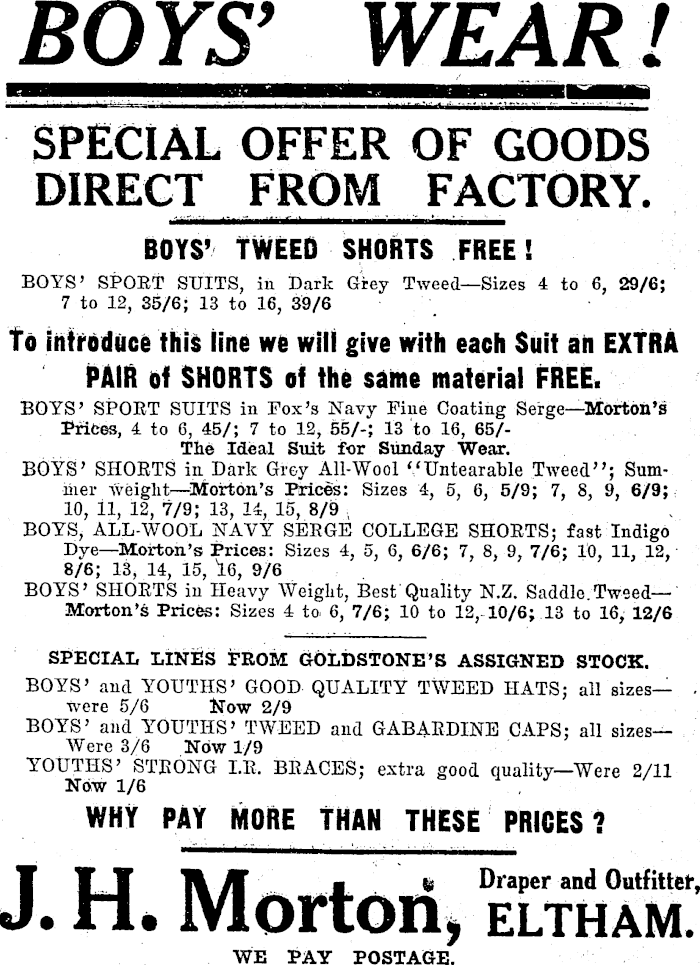 BOYS' WEAR!
SPECIAL OFFER OF GOODS
DIRECT FROM FACTORY.
BOYS' TWEED SHORTS FREE!
BOYS' SPORT SUITS, in Dark Grey Tweed—Sizes 4 to 6, 29/6;
7 to 12, 35/6; 13 to 16, 39/6
To introduce this line we will give with each Suit an EXTRA
PAIR of SHORTS of the same material FREE.
BOYS' SPORT SUITS in Fox's Navy Fine Coating Serge—Morton's
Prices, 4 to 6, 45/; 7 to 12, 55/-; 13 to 16, 65/-
The Ideal Suit for Sunday Wear.
BOYS' SHORTS in Dark Grey All-Wool "Untearable Tweed"; Sum-
mer weight—Morton's Prices: Sizes 4, 5, 6, 5/9; 7, 8, 9, 6/9;
10, 11, 12, 7/9; 13, 14, 15, 8/9
BOYS, ALL-WOOL NAVY SERGE COLLEGE SHORTS; fast Indigo
Dye—Morton's Prices: Sizes 4, 5, 6, 6/6; 7, 8, 9, 7/6; 10, 11, 12,
8/6; 13, 14, 15, 16, 9/6
BOYS' SHORTS in Heavy Weight, Best Quality N.Z. Saddle Tweed—
Morton's Prices: Sizes 4 to 6, 7/6; 10 to 12, 10/6; 13 to 16, 12/6
SPECIAL LINES FROM GOLDSTONE'S ASSIGNED STOCK.
BOYS' and YOUTHS' GOOD QUALITY TWEED HATS; all sizes—
were 5/6 Now 2/9
BOYS' and YOUTHS' TWEED and GABARDINE CAPS; all sizes—
Were 3/6 Now 1/9
YOUTHS' STRONG I.R. BRACES; extra good quality—Were 2/11
Now 1/6
WHY PAY MORE THAN THESE PRICES?
J. H. Morton,
Draper and Outfitter,
ELTHAM.
WE PAY POSTAGE.